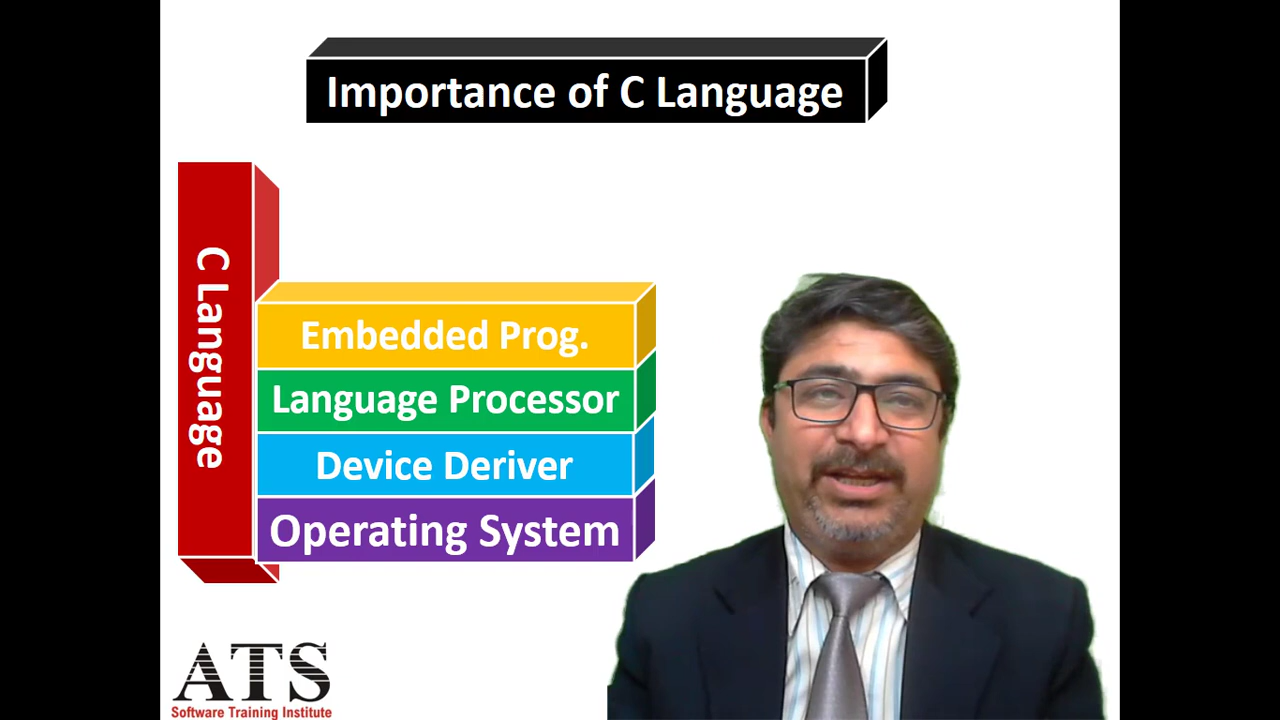 Importance of C Language
C Language
Embedded Prog.
Language Processor
Device Deriver
Operating System
ATS
Software Training Institute